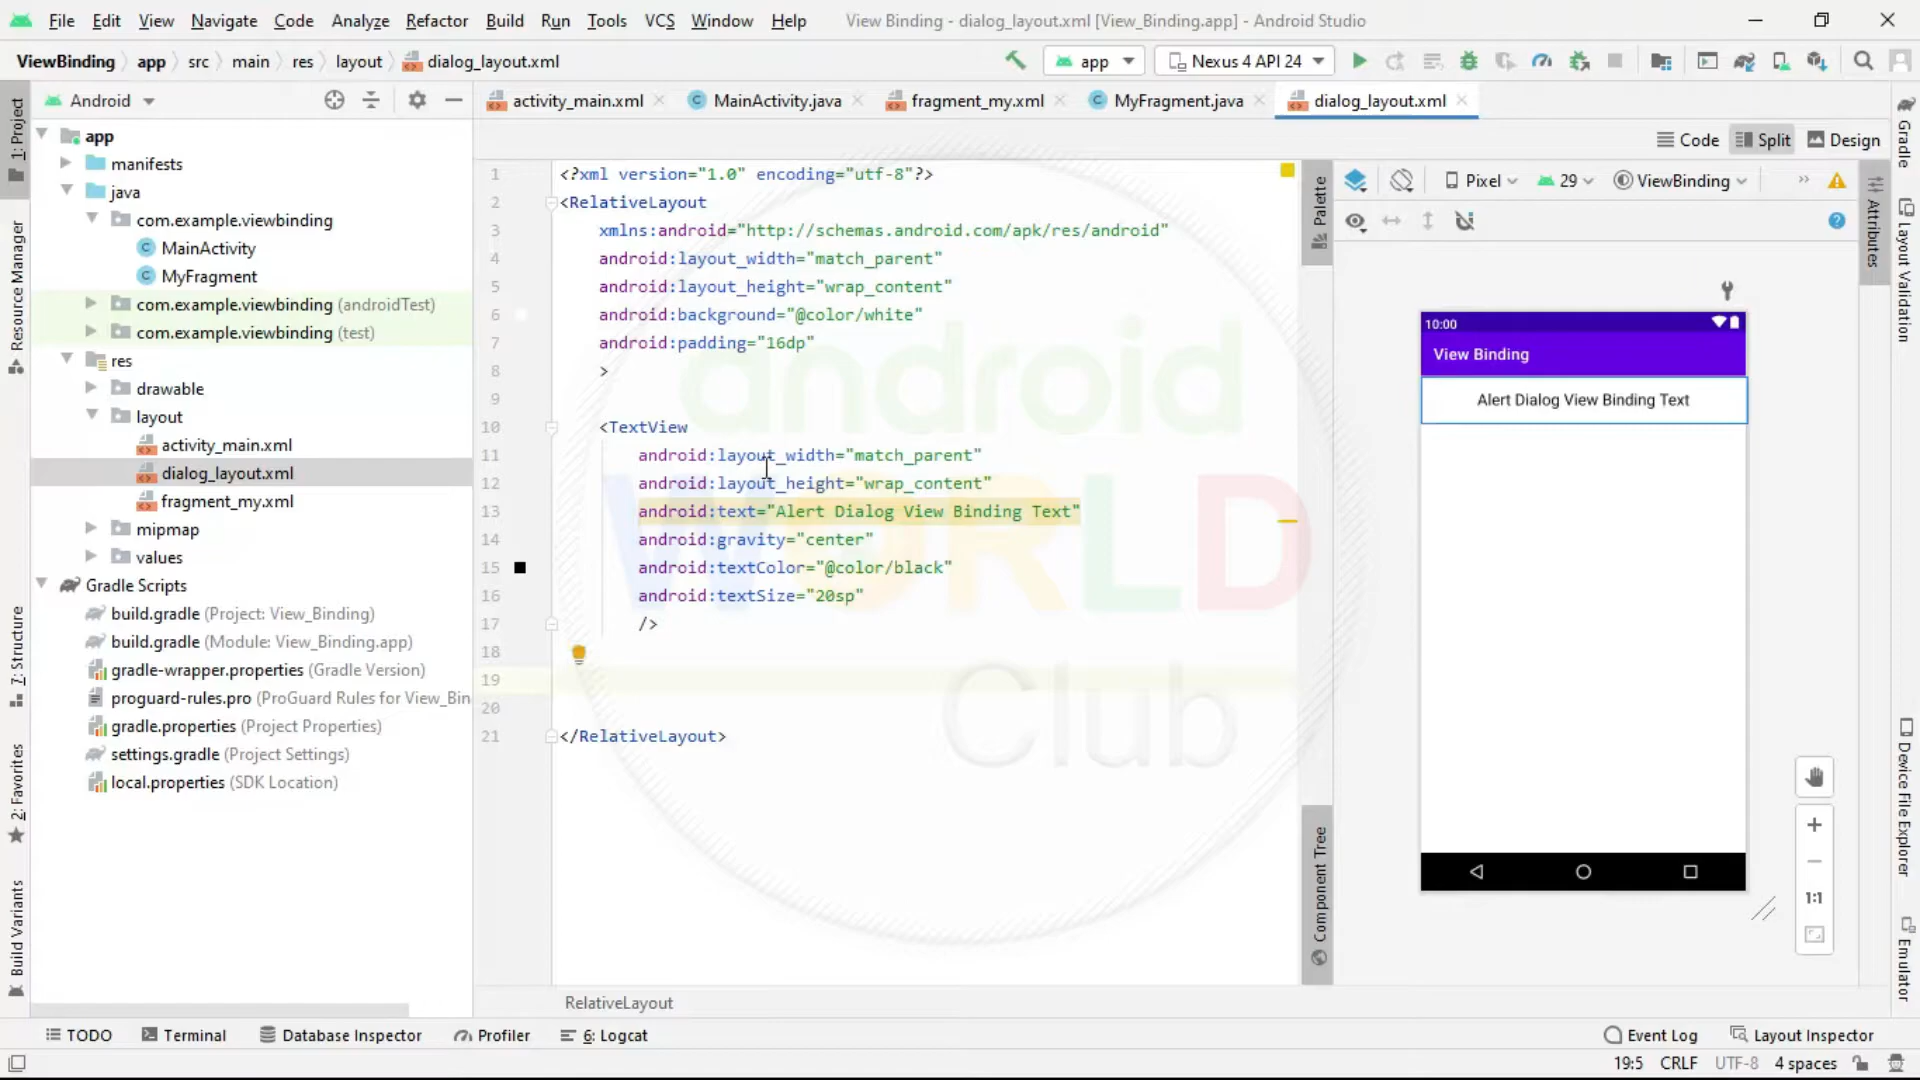 File Edit View Navigate Code Analyze Refactor Build Run Tools VCS Window Help View Binding - dialog_layout.xml [View_Binding.app] - Android Studio
ViewBinding app src main res layout dialog_layout.xml app Nexus 4 API 24
Android activity_main.xml MainActivity.java fragment_my.xml MyFragment.java dialog_layout.xml
Code Split Design
1: Project
Resource Manager
7: Structure
2: Favorites
Build Variants
app
manifests
java
com.example.viewbinding
MainActivity
MyFragment
com.example.viewbinding (androidTest)
com.example.viewbinding (test)
res
drawable
layout
activity_main.xml
dialog_layout.xml
fragment_my.xml
mipmap
values
Gradle Scripts
build.gradle (Project: View_Binding)
build.gradle (Module: View_Binding.app)
gradle-wrapper.properties (Gradle Version)
proguard-rules.pro (ProGuard Rules for View_Bin
gradle.properties (Project Properties)
settings.gradle (Project Settings)
local.properties (SDK Location)
1 <?xml version="1.0" encoding="utf-8"?>
2 <RelativeLayout
3 xmlns:android="http://schemas.android.com/apk/res/android"
4 android:layout_width="match_parent"
5 android:layout_height="wrap_content"
6 android:background="@color/white"
7 android:padding="16dp"
8 >
9
10 <TextView
11 android:layout_width="match_parent"
12 android:layout_height="wrap_content"
13 android:text="Alert Dialog View Binding Text"
14 android:gravity="center"
15 android:textColor="@color/black"
16 android:textSize="20sp"
17 />
18
19
20
21 </RelativeLayout>
android
WORLD
Club
RelativeLayout
Palette
Component Tree
Pixel 29 ViewBinding
10:00
View Binding
Alert Dialog View Binding Text
1:1
Attributes
Gradle
Layout Validation
Device File Explorer
Emulator
TODO Terminal Database Inspector Profiler 6: Logcat Event Log Layout Inspector
19:5 CRLF UTF-8 4 spaces